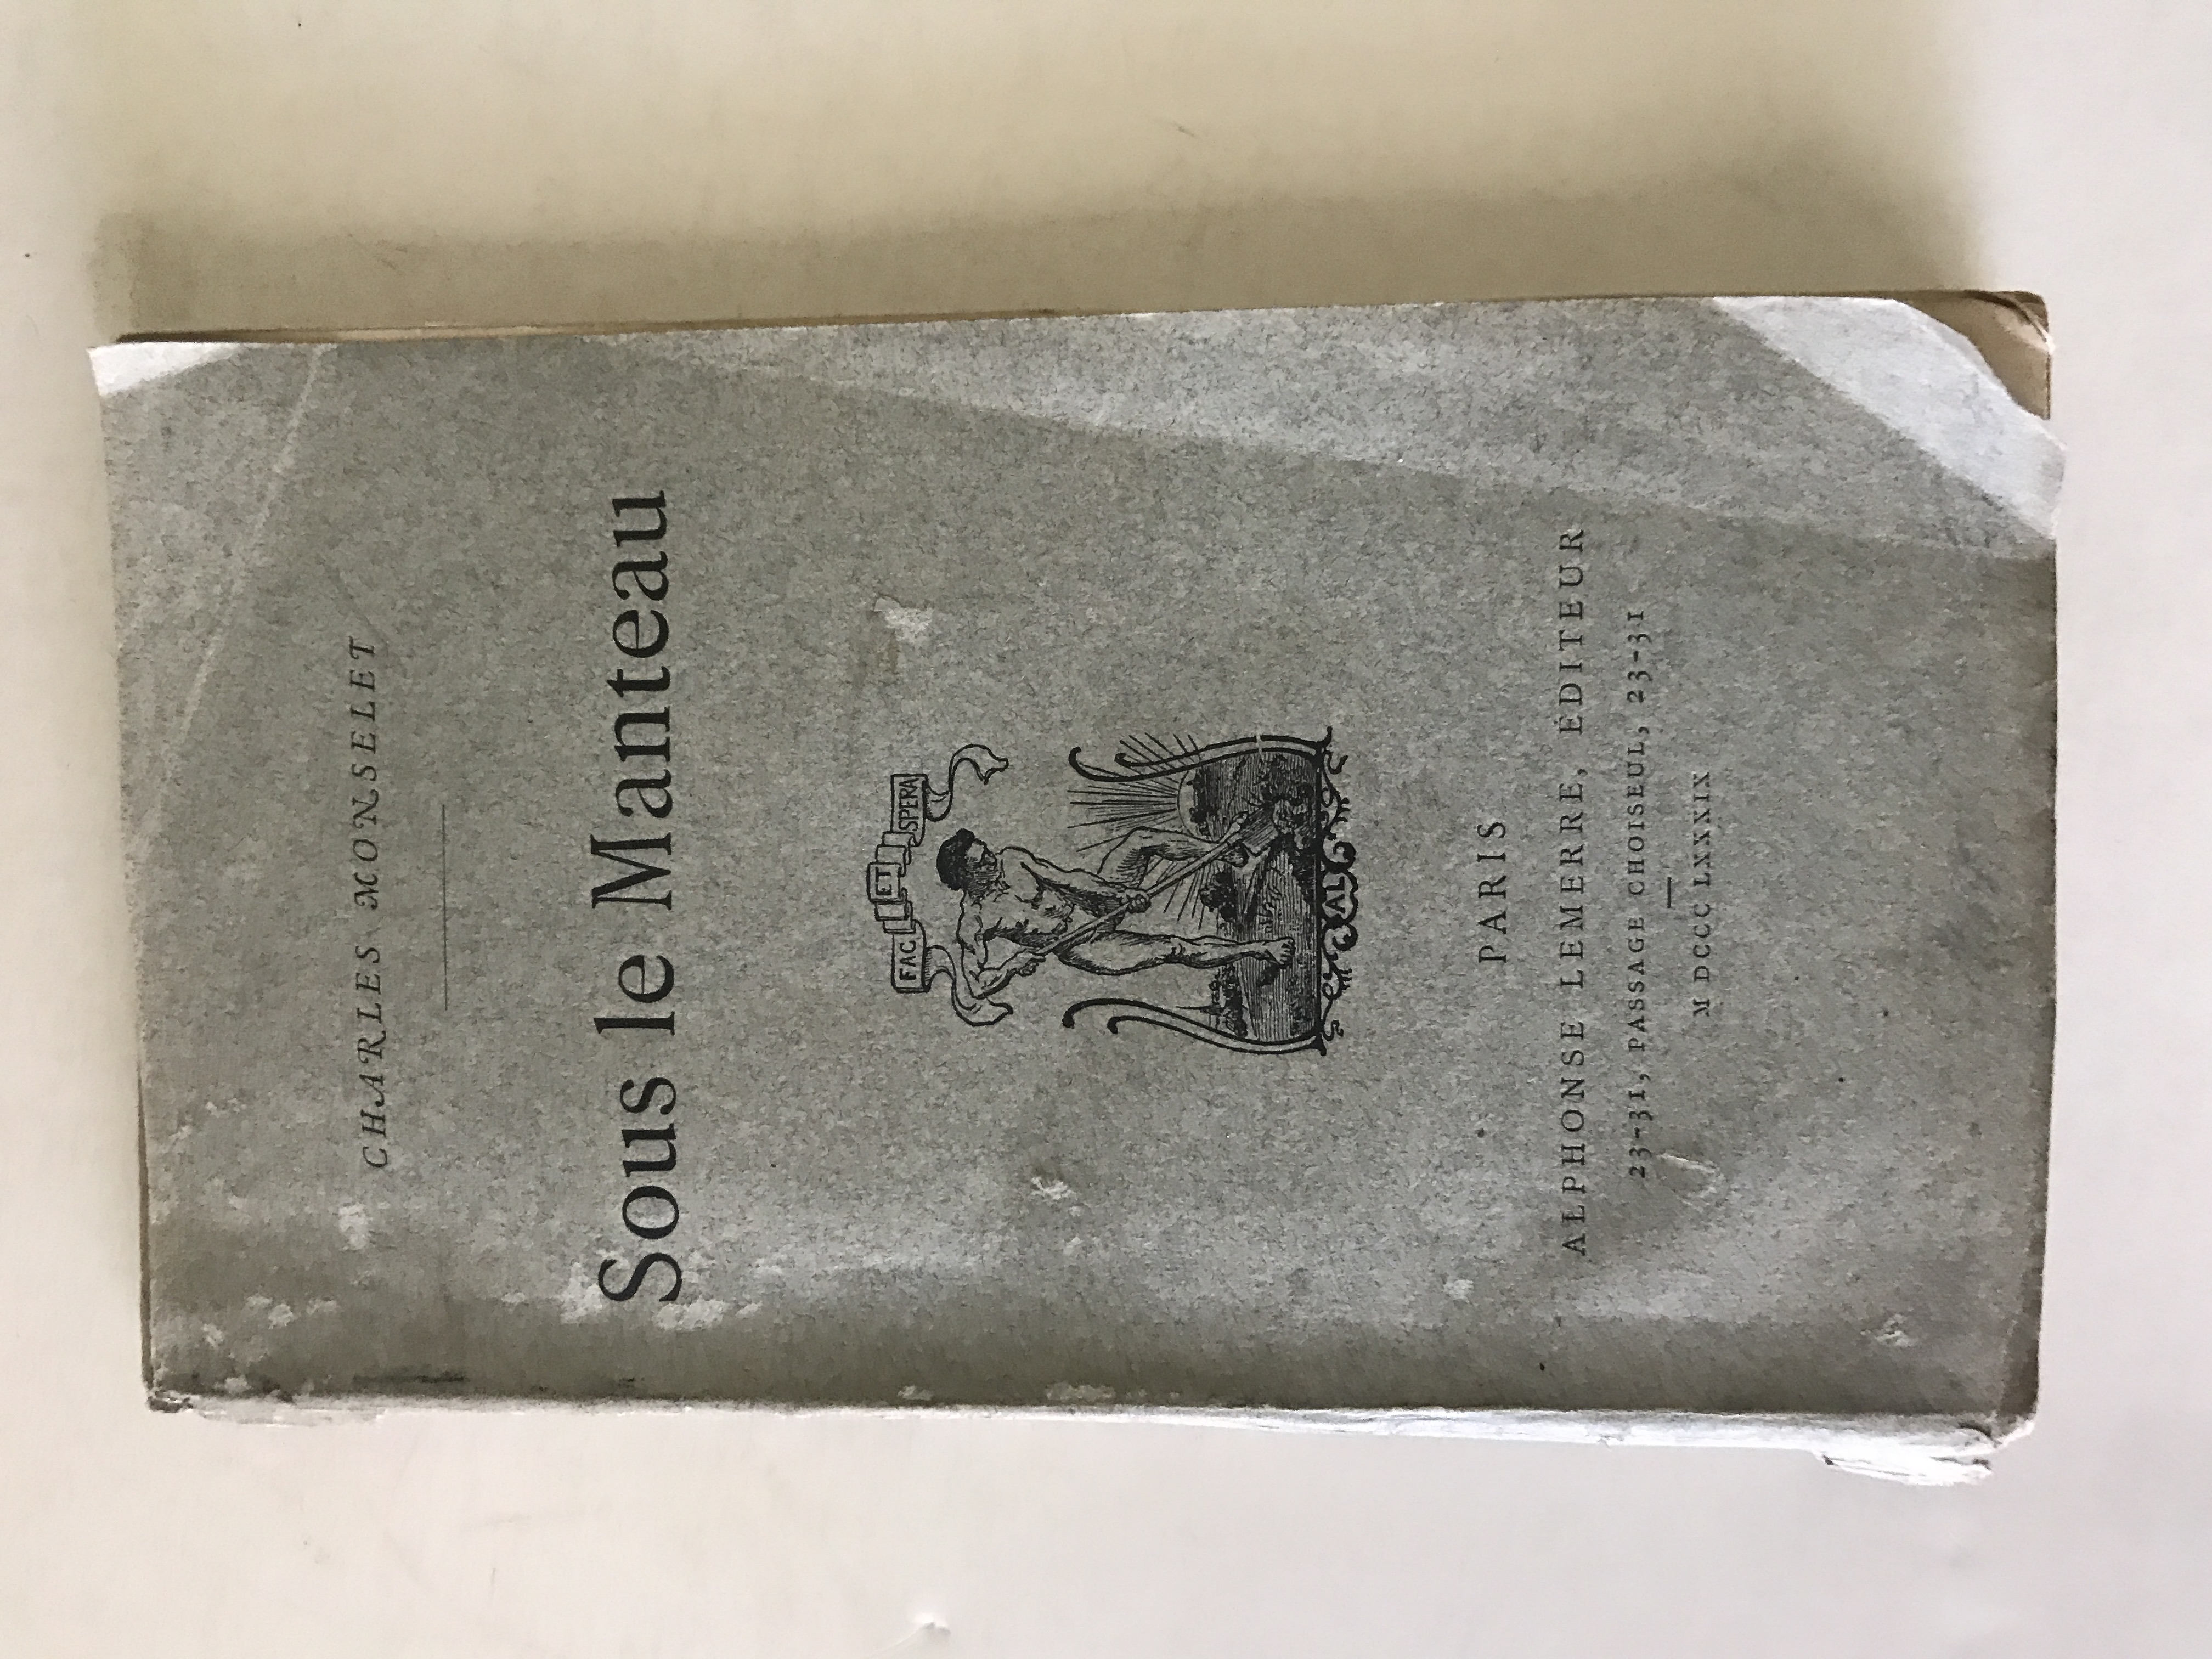 CHARLES MONSELET
Sous le Manteau
FAC ET SPERA
AL
PARIS
ALPHONSE LEMERRE, ÉDITEUR
23-31, PASSAGE CHOISEUL, 23-31
M DCCC LXXXIX